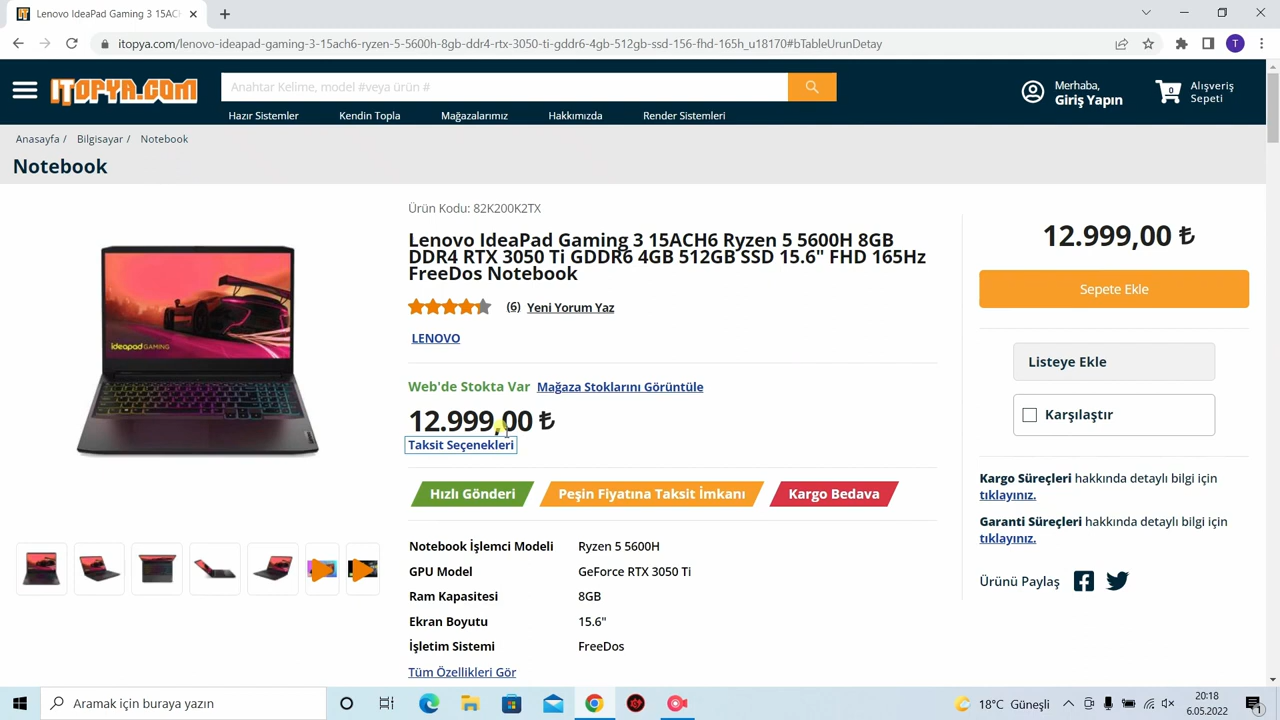 Lenovo IdeaPad Gaming 3 15ACH
itopya.com/lenovo-ideapad-gaming-3-15ach6-ryzen-5-5600h-8gb-ddr4-rtx-3050-ti-gddr6-4gb-512gb-ssd-156-fhd-165h_u18170#bTableUrunDetay
T
İTOPYA.COM
Anahtar Kelime, model #veya ürün #
Merhaba,
Giriş Yapın
0
Alışveriş
Sepeti
Hazır Sistemler
Kendin Topla
Mağazalarımız
Hakkımızda
Render Sistemleri
Anasayfa / Bilgisayar / Notebook
Notebook
Ürün Kodu: 82K200K2TX
Lenovo IdeaPad Gaming 3 15ACH6 Ryzen 5 5600H 8GB
DDR4 RTX 3050 Ti GDDR6 4GB 512GB SSD 15.6" FHD 165Hz
FreeDos Notebook
(6) Yeni Yorum Yaz
LENOVO
Web'de Stokta Var Mağaza Stoklarını Görüntüle
12.999,00 ₺
Taksit Seçenekleri
Hızlı Gönderi
Peşin Fiyatına Taksit İmkanı
Kargo Bedava
Notebook İşlemci Modeli Ryzen 5 5600H
GPU Model GeForce RTX 3050 Ti
Ram Kapasitesi 8GB
Ekran Boyutu 15.6"
İşletim Sistemi FreeDos
Tüm Özellikleri Gör
12.999,00 ₺
Sepete Ekle
Listeye Ekle
Karşılaştır
Kargo Süreçleri hakkında detaylı bilgi için
tıklayınız.
Garanti Süreçleri hakkında detaylı bilgi için
tıklayınız.
Ürünü Paylaş
ideapad GAMING
Aramak için buraya yazın
18°C Güneşli
20:18
6.05.2022
1